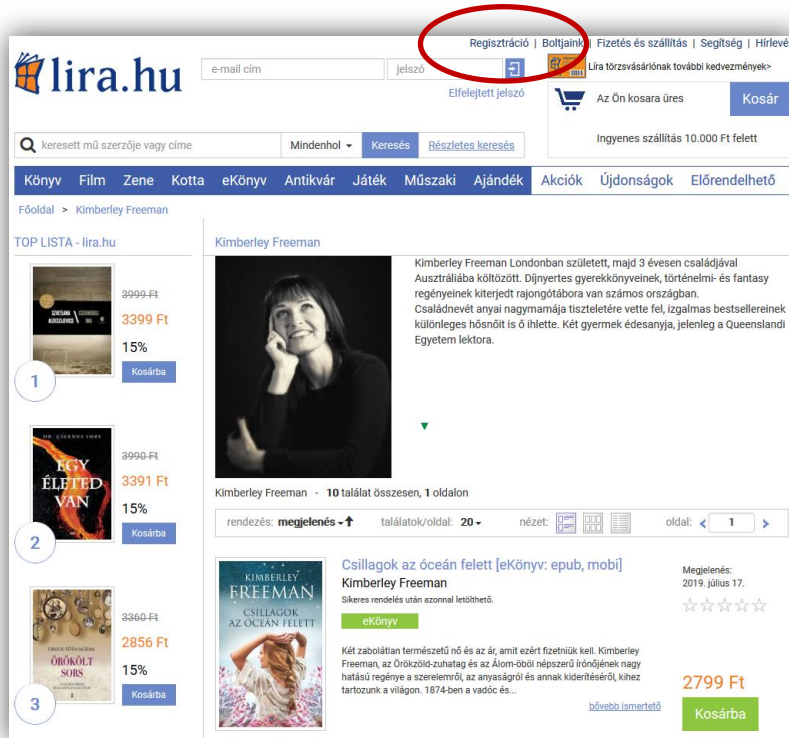 Regisztráció | Boltjaink | Fizetés és szállítás | Segítség | Hírlevé
lira.hu
e-mail cím
jelszó
Elfelejtett jelszó
Líra törzsvásárlónak további kedvezmények>
Az Ön kosara üres
Kosár
Ingyenes szállítás 10.000 Ft felett
keresett mű szerzője vagy címe
Mindenhol
Keresés
Részletes keresés
Könyv Film Zene Kotta eKönyv Antikvár Játék Műszaki Ajándék Akciók Újdonságok Előrendelhető
Főoldal > Kimberley Freeman
TOP LISTA - lira.hu
3999 Ft
3399 Ft
15%
Kosárba
1
DR. CSERNUS IMRE
EGY
ÉLETED
VAN
3990 Ft
3391 Ft
15%
Kosárba
2
ORVOS-TÓTH NOÉMI
ÖRÖKÖLT
SORS
3360 Ft
2856 Ft
15%
Kosárba
3
Kimberley Freeman
Kimberley Freeman Londonban született, majd 3 évesen családjával
Ausztráliába költözött. Díjnyertes gyerekkönyveinek, történelmi- és fantasy
regényeinek kiterjedt rajongótábora van számos országban.
Családnevét anyai nagymamája tiszteletére vette fel, izgalmas bestsellereinek
különleges hősnőit is ő ihlette. Két gyermek édesanyja, jelenleg a Queenslandi
Egyetem lektora.
Kimberley Freeman - 10 találat összesen, 1 oldalon
rendezés: megjelenés
találatok/oldal: 20
nézet:
oldal: < 1 >
KIMBERLEY
FREEMAN
CSILLAGOK
AZ ÓCEÁN FELETT
Csillagok az óceán felett [eKönyv: epub, mobi]
Kimberley Freeman
Sikeres rendelés után azonnal letölthető.
eKönyv
Két zabolátlan természetű nő és az ár, amit ezért fizetniük kell. Kimberley
Freeman, az Örökzöld-zuhatag és az Álom-öböl népszerű írónőjének nagy
hatású regénye a szerelemről, az anyaságról és annak kiderítéséről, kihez
tartozunk a világon. 1874-ben a vadóc és...
bővebb ismertető
Megjelenés:
2019. július 17.
2799 Ft
Kosárba